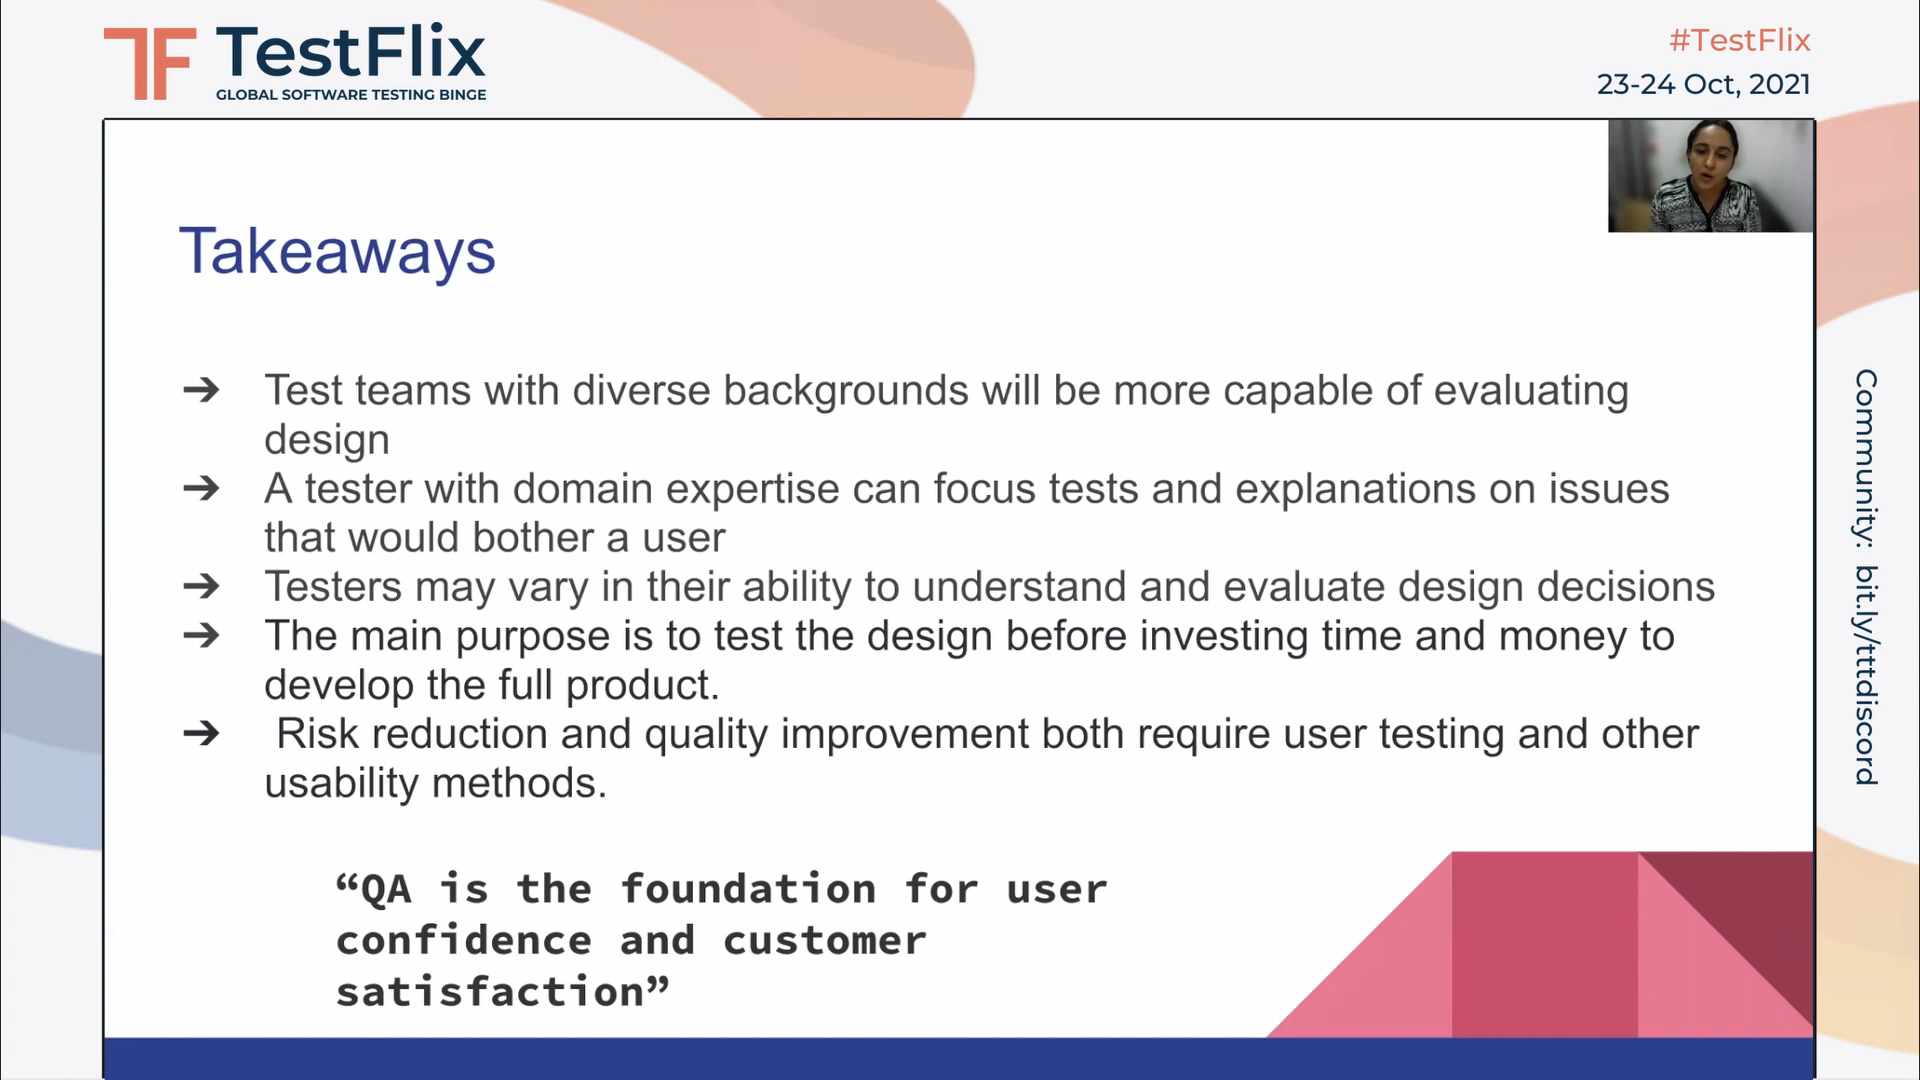 TF TestFlix
GLOBAL SOFTWARE TESTING BINGE
#TestFlix
23-24 Oct, 2021
Takeaways
➔ Test teams with diverse backgrounds will be more capable of evaluating
design
➔ A tester with domain expertise can focus tests and explanations on issues
that would bother a user
➔ Testers may vary in their ability to understand and evaluate design decisions
➔ The main purpose is to test the design before investing time and money to
develop the full product.
➔ Risk reduction and quality improvement both require user testing and other
usability methods.
“QA is the foundation for user
confidence and customer
satisfaction”
Community: bit.ly/tttdiscord